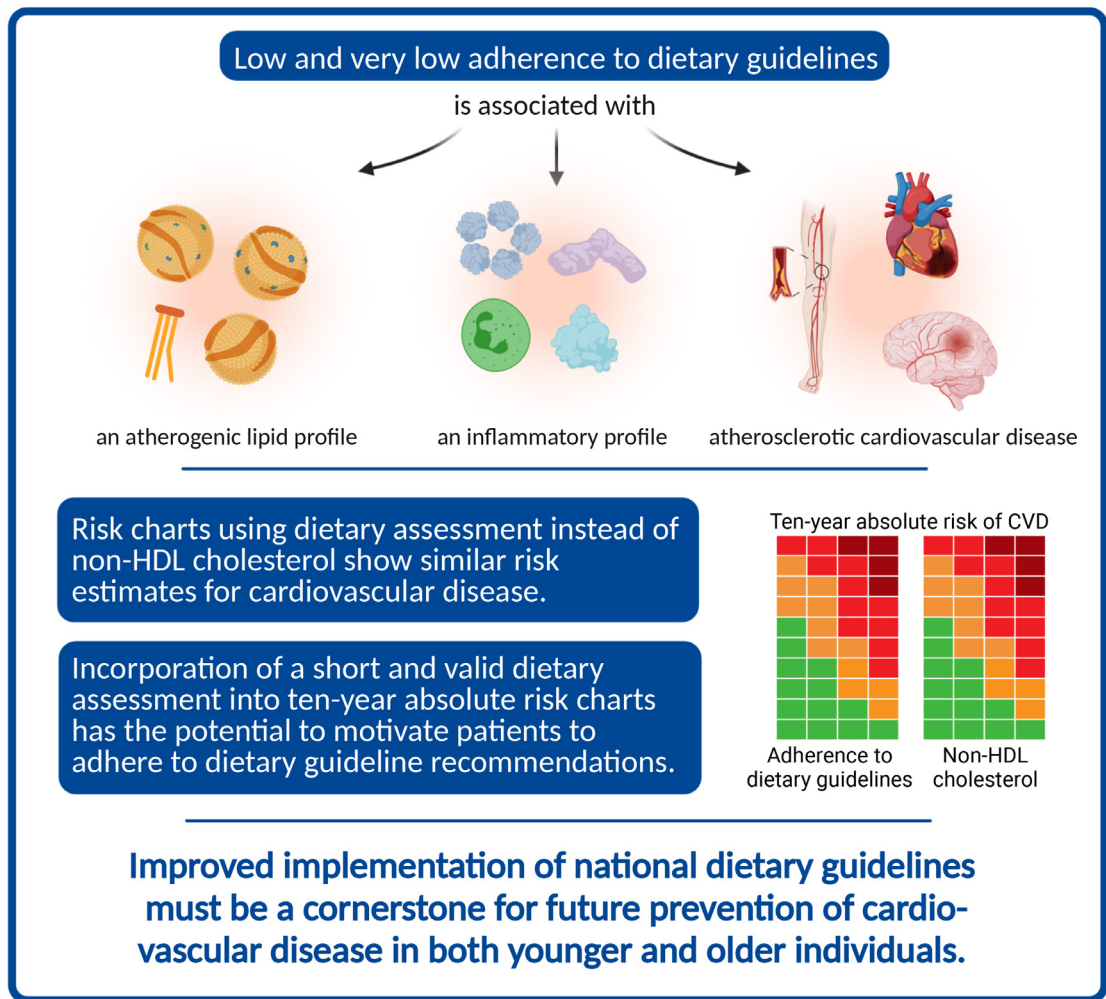 Low and very low adherence to dietary guidelines
is associated with
an atherogenic lipid profile
an inflammatory profile
atherosclerotic cardiovascular disease
Risk charts using dietary assessment instead of
non-HDL cholesterol show similar risk
estimates for cardiovascular disease.
Incorporation of a short and valid dietary
assessment into ten-year absolute risk charts
has the potential to motivate patients to
adhere to dietary guideline recommendations.
Ten-year absolute risk of CVD
Adherence to
dietary guidelines
Non-HDL
cholesterol
Improved implementation of national dietary guidelines
must be a cornerstone for future prevention of cardio-
vascular disease in both younger and older individuals.